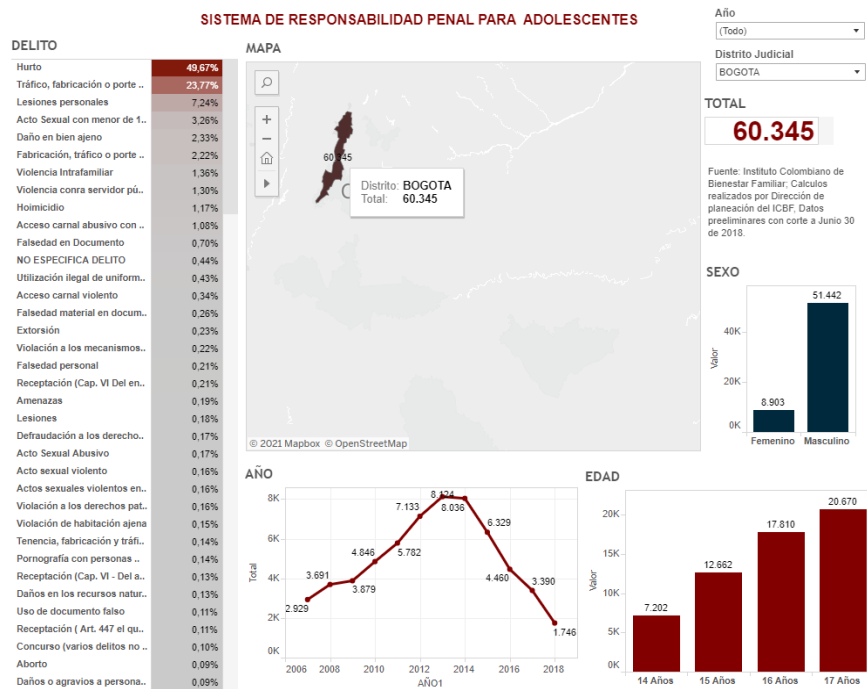 SISTEMA DE RESPONSABILIDAD PENAL PARA ADOLESCENTES
Año
(Todo)
Distrito Judicial
BOGOTA
TOTAL
60.345
Fuente: Instituto Colombiano de
Bienestar Familiar; Calculos
realizados por Dirección de
planeación del ICBF, Datos
preeliminares con corte a Junio 30
de 2018.
DELITO
Hurto 49,67%
Tráfico, fabricación o porte .. 23,77%
Lesiones personales 7,24%
Acto Sexual con menor de 1.. 3,26%
Daño en bien ajeno 2,33%
Fabricación, tráfico o porte .. 2,22%
Violencia Intrafamiliar 1,36%
Violencia conra servidor pú.. 1,30%
Hoimicidio 1,17%
Acceso carnal abusivo con .. 1,08%
Falsedad en Documento 0,70%
NO ESPECIFICA DELITO 0,44%
Utilización ilegal de uniform.. 0,43%
Acceso carnal violento 0,34%
Falsedad material en docum.. 0,26%
Extorsión 0,23%
Violación a los mecanismos.. 0,22%
Falsedad personal 0,21%
Receptación (Cap. VI Del en.. 0,21%
Amenazas 0,19%
Lesiones 0,18%
Defraudación a los derecho.. 0,17%
Acto Sexual Abusivo 0,17%
Acto sexual violento 0,16%
Actos sexuales violentos en.. 0,16%
Violación a los derechos pat.. 0,16%
Violación de habitación ajena 0,15%
Tenencia, fabricación y tráfi.. 0,14%
Pornografía con personas .. 0,14%
Receptación (Cap. VI - Del a.. 0,13%
Daños en los recursos natur.. 0,13%
Uso de documento falso 0,11%
Receptación ( Art. 447 el qu.. 0,11%
Concurso (varios delitos no .. 0,10%
Aborto 0,09%
Daños o agravios a persona.. 0,09%
MAPA
60.345
Distrito: BOGOTA
Total: 60.345
© 2021 Mapbox © OpenStreetMap
SEXO
Valor
40K
20K
0K
8.903
51.442
Femenino Masculino
AÑO
Total
8K
6K
4K
2K
0K
2.929
3.691
3.879
4.846
5.782
7.133
8.124
8.036
6.329
4.460
3.390
1.746
2006 2008 2010 2012 2014 2016 2018
AÑO1
EDAD
Valor
20K
15K
10K
5K
0K
7.202
12.662
17.810
20.670
14 Años 15 Años 16 Años 17 Años